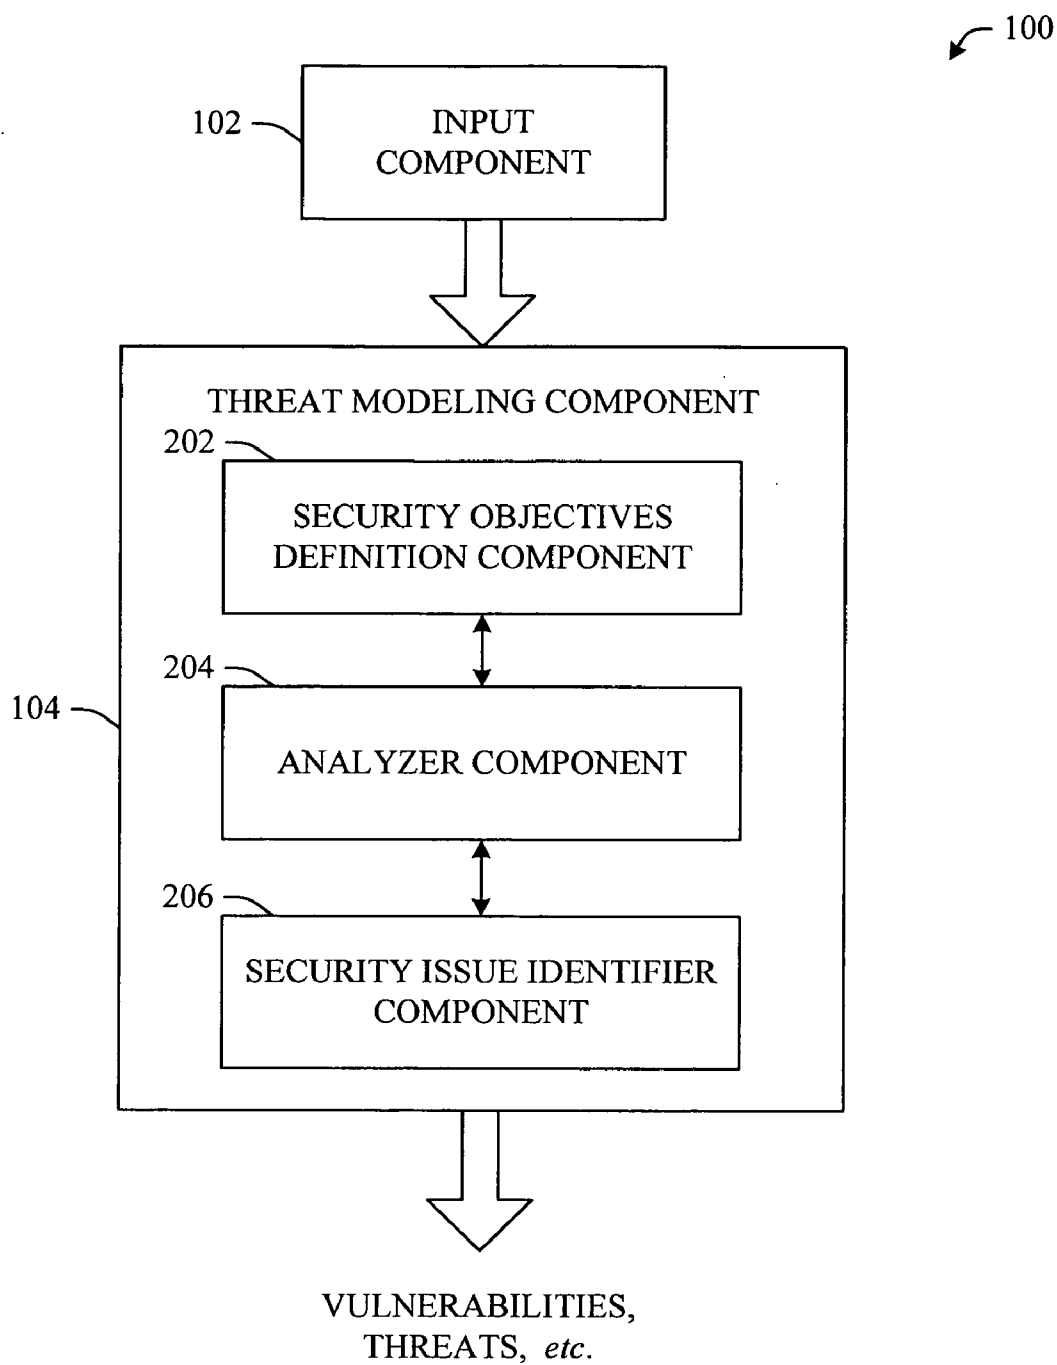 100
102
INPUT
COMPONENT
THREAT MODELING COMPONENT
202
SECURITY OBJECTIVES
DEFINITION COMPONENT
204
104
ANALYZER COMPONENT
206
SECURITY ISSUE IDENTIFIER
COMPONENT
VULNERABILITIES,
THREATS, etc.